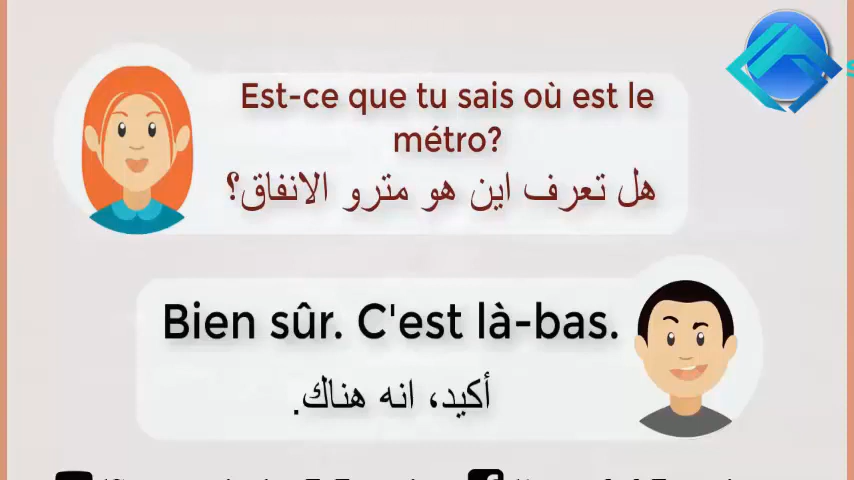 Est-ce que tu sais où est le
métro?
هل تعرف اين هو مترو الانفاق؟
Bien sûr. C'est là-bas.
أكيد، انه هناك.